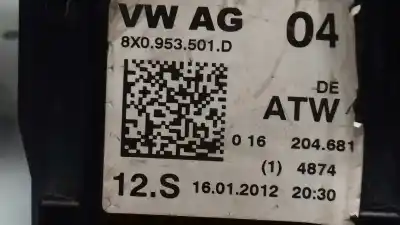 VW AG 04
8X0.953.501.D
DE
ATW
0 16 204.681
(1) 4874
12.S 16.01.2012 20:30